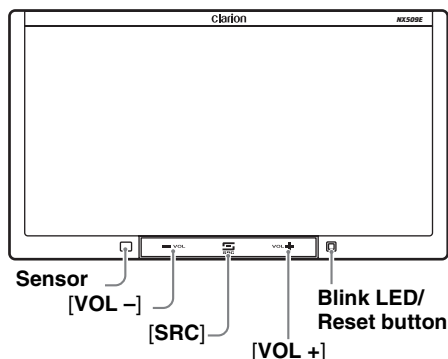 Clarion NX509E
VOL SRC VOL
Sensor
[VOL –]
[SRC]
[VOL +]
Blink LED/
Reset button